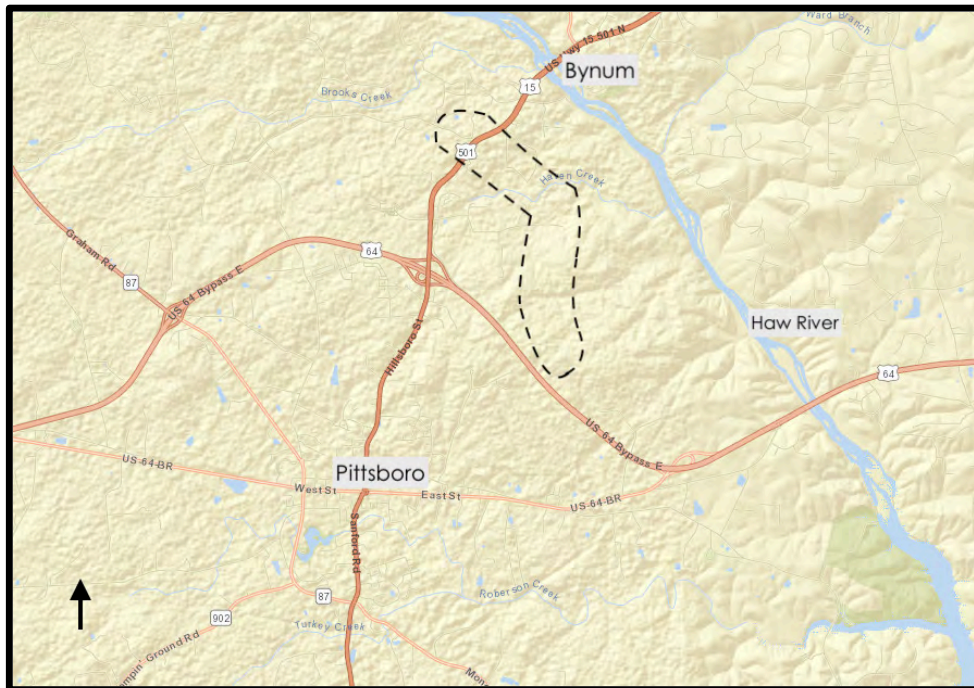 Ward Branch
US Hwy 15 501 N
Bynum
15
Brooks Creek
501
Haven Creek
Graham Rd
87
64
US 64 Bypass E
Haw River
Hillsboro St
64
US 64 Bypass E
US 64-BR
Pittsboro
West St
East St
US 64-BR
Sanford Rd
Roberson Creek
87
902
Turkey Creek